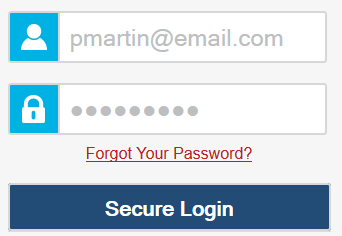 pmartin@email.com
●●●●●●●●●
Forgot Your Password?
Secure Login